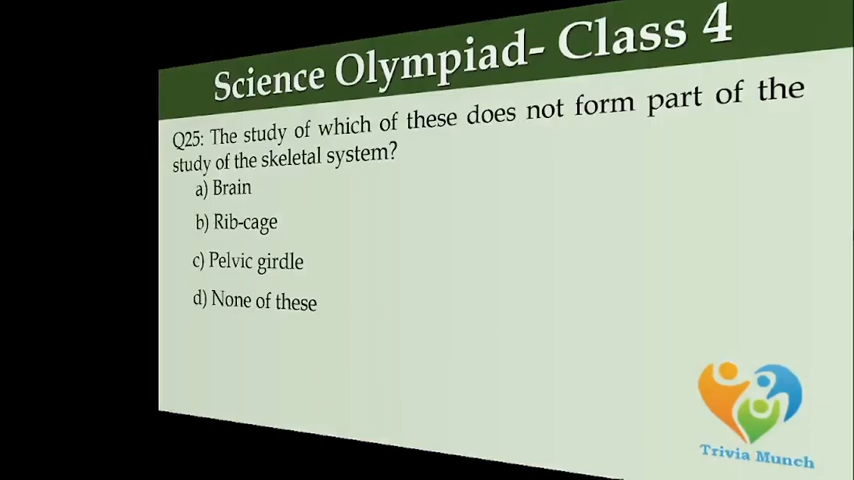 Science Olympiad- Class 4
Q25: The study of which of these does not form part of the
study of the skeletal system?
a) Brain
b) Rib-cage
c) Pelvic girdle
d) None of these
Trivia Munch